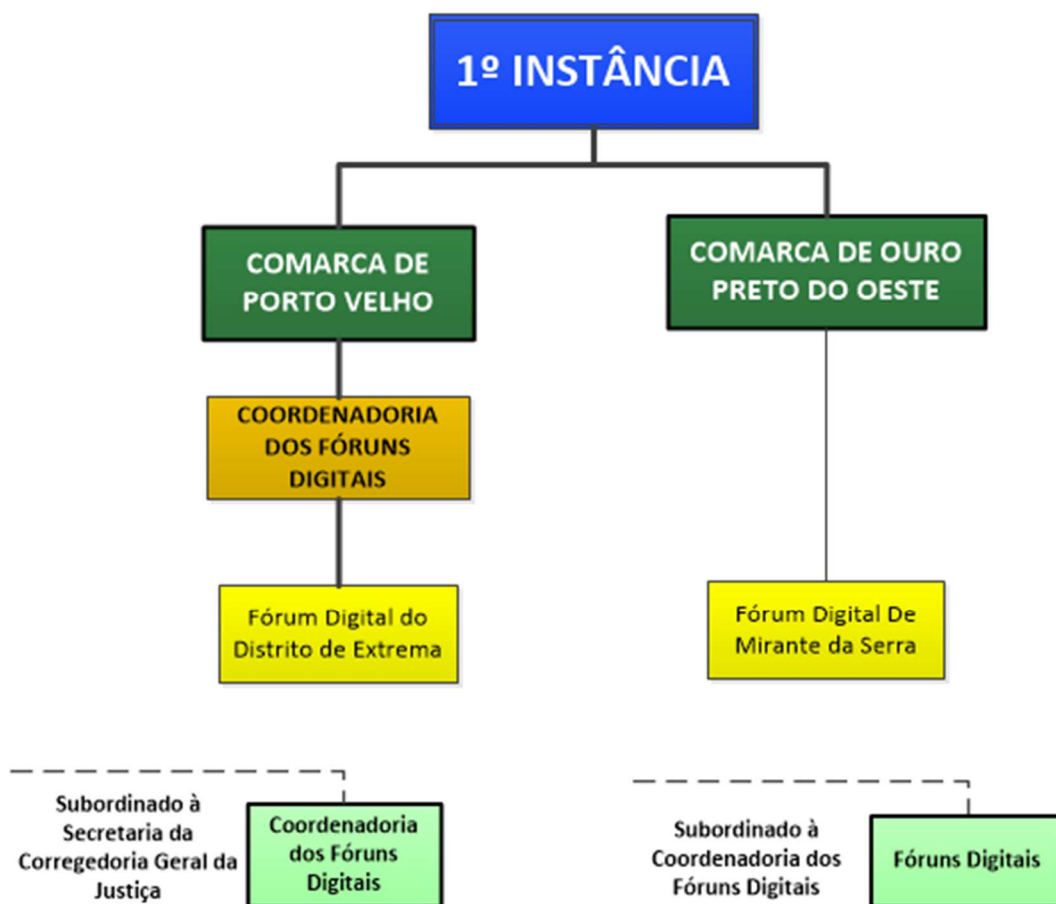 1º INSTÂNCIA
COMARCA DE
PORTO VELHO
COMARCA DE OURO
PRETO DO OESTE
COORDENADORIA
DOS FÓRUNS
DIGITAIS
Fórum Digital do
Distrito de Extrema
Fórum Digital De
Mirante da Serra
Subordinado à
Secretaria da
Corregedoria Geral da
Justiça
Coordenadoria
dos Fóruns
Digitais
Subordinado à
Coordenadoria dos
Fóruns Digitais
Fóruns Digitais